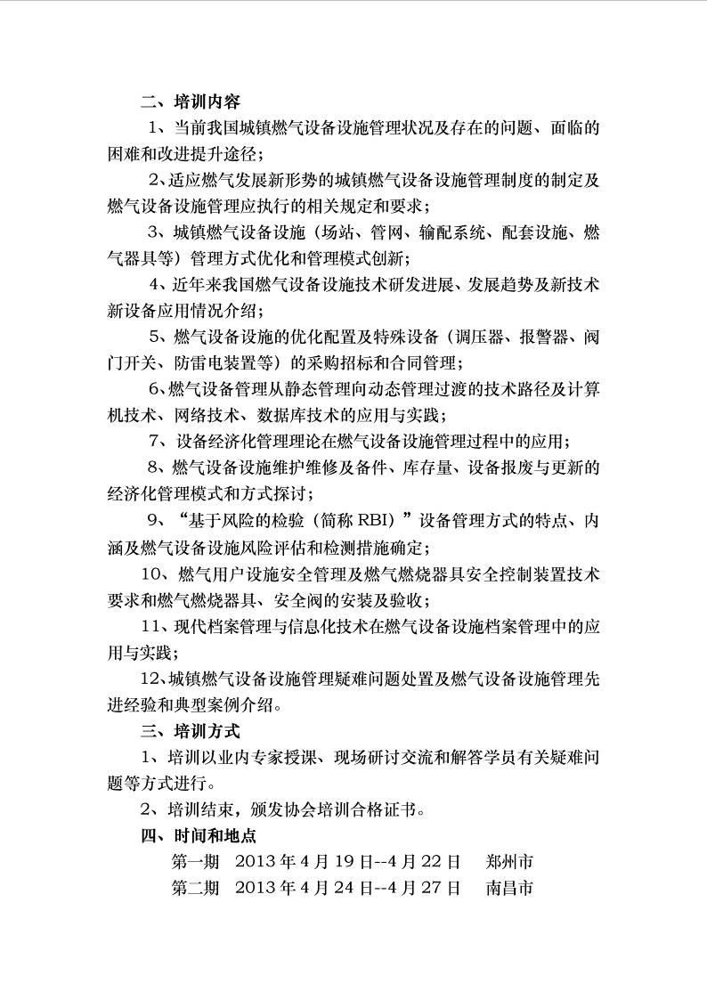 二、培训内容
1、当前我国城镇燃气设备设施管理状况及存在的问题、面临的
困难和改进提升途径；
2、适应燃气发展新形势的城镇燃气设备设施管理制度的制定及
燃气设备设施管理应执行的相关规定和要求；
3、城镇燃气设备设施（场站、管网、输配系统、配套设施、燃
气器具等）管理方式优化和管理模式创新；
4、近年来我国燃气设备设施技术研发进展、发展趋势及新技术
新设备应用情况介绍；
5、燃气设备设施的优化配置及特殊设备（调压器、报警器、阀
门开关、防雷电装置等）的采购招标和合同管理；
6、燃气设备管理从静态管理向动态管理过渡的技术路径及计算
机技术、网络技术、数据库技术的应用与实践；
7、设备经济化管理理论在燃气设备设施管理过程中的应用；
8、燃气设备设施维护维修及备件、库存量、设备报废与更新的
经济化管理模式和方式探讨；
9、“基于风险的检验（简称 RBI）”设备管理方式的特点、内
涵及燃气设备设施风险评估和检测措施确定；
10、燃气用户设施安全管理及燃气燃烧器具安全控制装置技术
要求和燃气燃烧器具、安全阀的安装及验收；
11、现代档案管理与信息化技术在燃气设备设施档案管理中的应
用与实践；
12、城镇燃气设备设施管理疑难问题处置及燃气设备设施管理先
进经验和典型案例介绍。
三、培训方式
1、培训以业内专家授课、现场研讨交流和解答学员有关疑难问
题等方式进行。
2、培训结束，颁发协会培训合格证书。
四、时间和地点
第一期 2013 年 4 月 19 日--4 月 22 日 郑州市
第二期 2013 年 4 月 24 日--4 月 27 日 南昌市